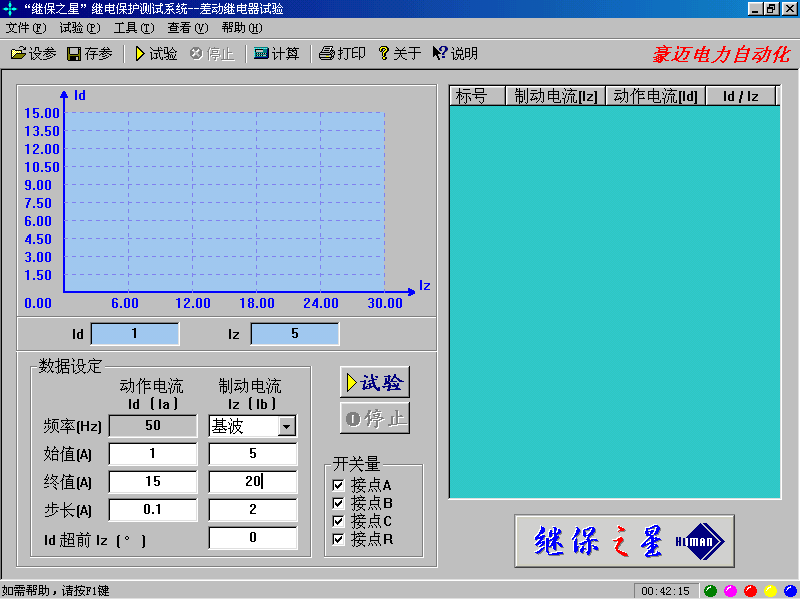 “继保之星”继电保护测试系统--差动继电器试验
文件(F) 试验(P) 工具(T) 查看(V) 帮助(H)
设参 存参 试验 停止 计算 打印 关于 说明 豪迈电力自动化
Id
15.00
13.50
12.00
10.50
9.00
7.50
6.00
4.50
3.00
1.50
Iz
0.00 6.00 12.00 18.00 24.00 30.00
标号 制动电流[Iz] 动作电流[Id] Id / Iz
Id 1 Iz 5
数据设定
动作电流 制动电流
Id (Ia) Iz (Ib)
频率(Hz) 50 基波
始值(A) 1 5
终值(A) 15 20
步长(A) 0.1 2
Id 超前 Iz (°) 0
试验
停止
开关量
接点A
接点B
接点C
接点R
继保之星 HUMAN
如需帮助，请按F1键 00:42:15